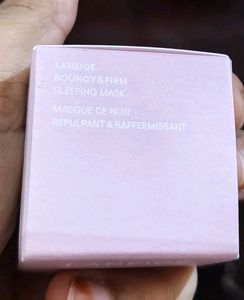 LANEIGE
BOUNCY & FIRM
SLEEPING MASK
MASQUE DE NUIT
REPULPANT & RAFFERMISSANT